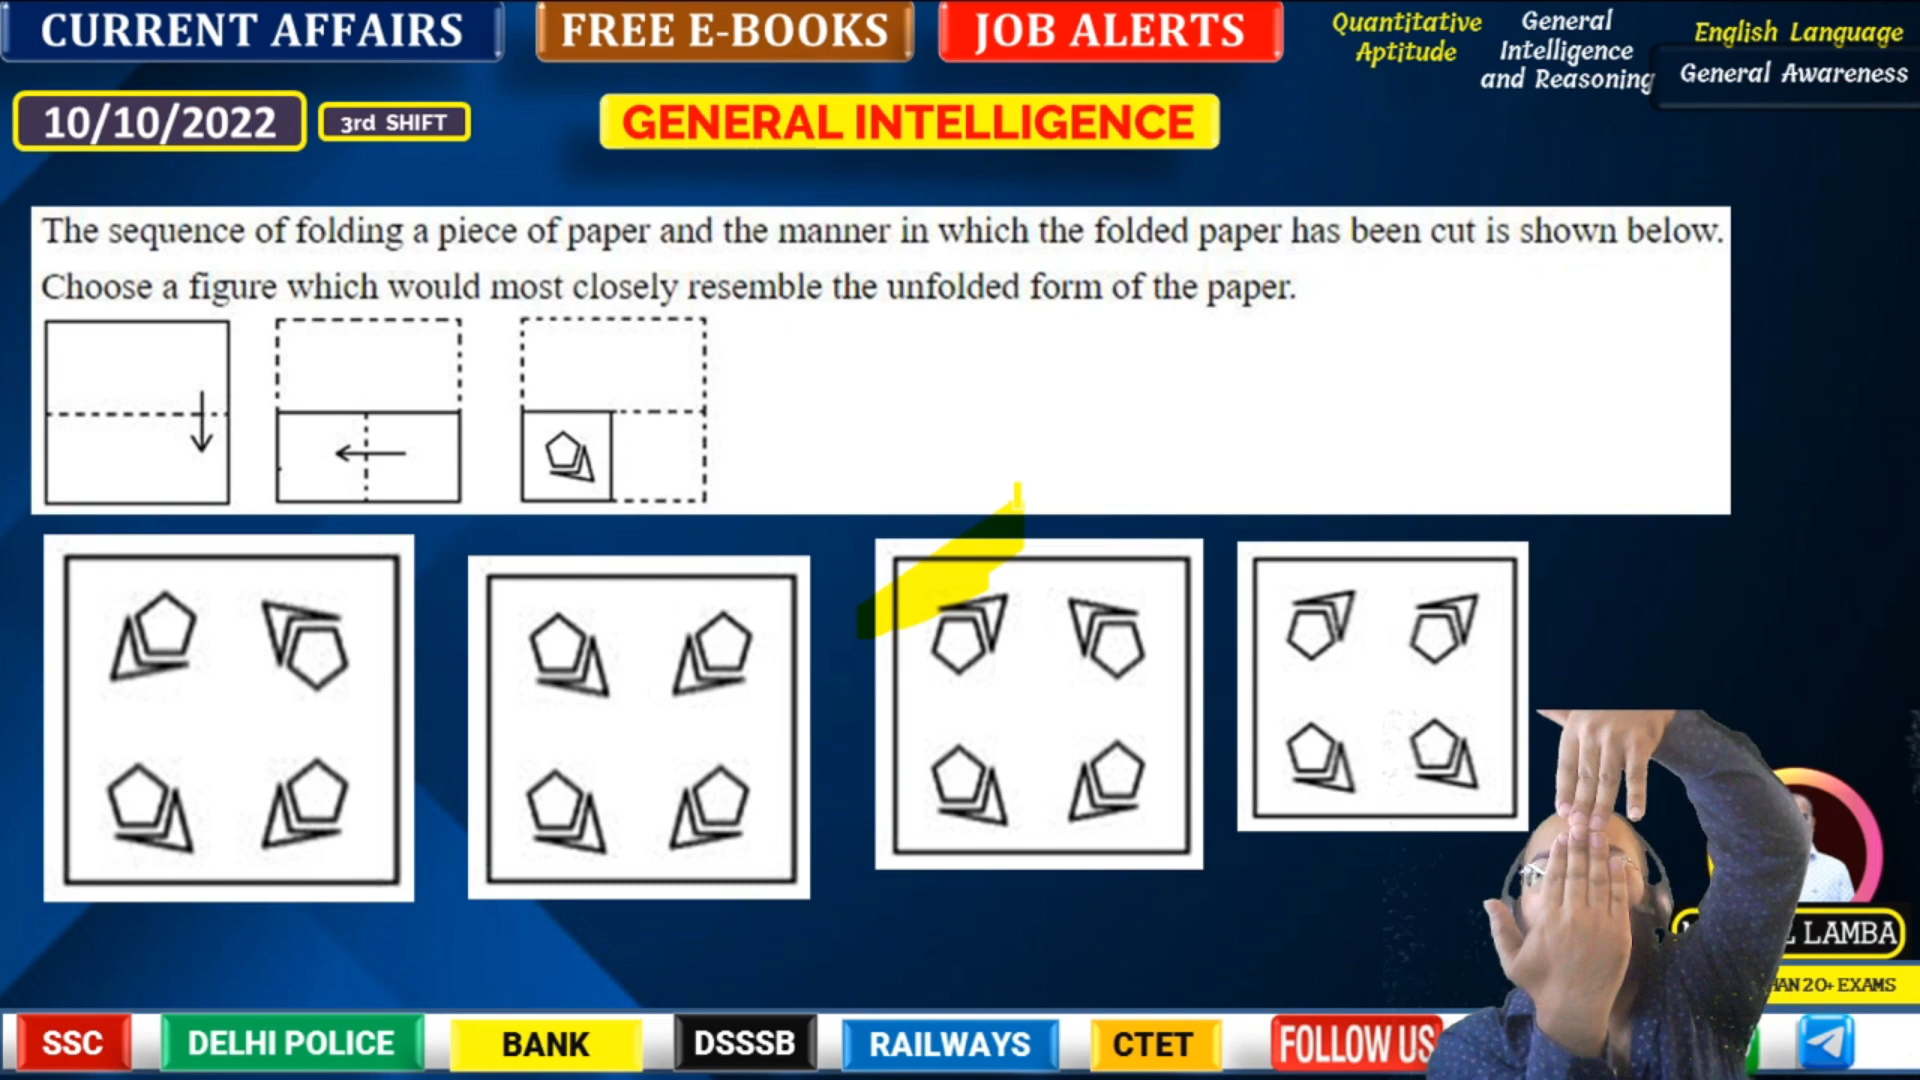 CURRENT AFFAIRS
FREE E-BOOKS
JOB ALERTS
Quantitative
Aptitude
General
Intelligence
and Reasoning
English Language
General Awareness
10/10/2022
3rd SHIFT
GENERAL INTELLIGENCE
The sequence of folding a piece of paper and the manner in which the folded paper has been cut is shown below.
Choose a figure which would most closely resemble the unfolded form of the paper.
LAMBA
20+ EXAMS
SSC
DELHI POLICE
BANK
DSSSB
RAILWAYS
CTET
FOLLOW US